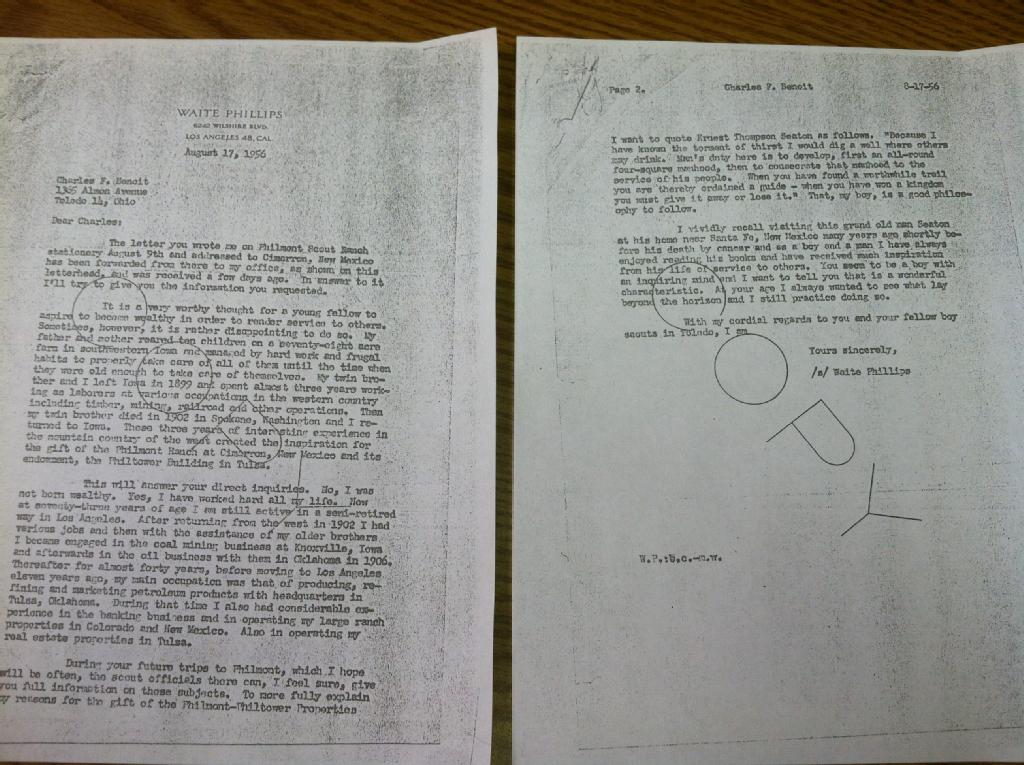 WAITE PHILLIPS
6242 WILSHIRE BLVD.
LOS ANGELES 48, CAL.
August 17, 1956
Charles F. Benoit
1355 Almon Avenue
Toledo 14, Ohio
Dear Charles:
The letter you wrote me on Philmont Scout Ranch
stationery August 9th and addressed to Cimorron, New Mexico
has been forwarded from there to my office, as shown on this
letterhead, and was received a few days ago. In answer to it
I'll try to give you the information you requested.
It is a very worthy thought for a young fellow to
aspire to become wealthy in order to render service to others.
Sometimes, however, it is rather disappointing to do so. My
father and mother reared ten children on a seventy-eight acre
farm in southwestern Iowa and managed by hard work and frugal
habits to properly take care of all of them until the time when
they were old enough to take care of themselves. My twin bro-
ther and I left Iowa in 1899 and spent almost three years work-
ing as laborers at various occupations in the western country
including timber, mining, railroad and other operations. Then
my twin brother died in 1902 in Spokane, Washington and I re-
turned to Iowa. These three years of interesting experience in
the mountain country of the west created the inspiration for
the gift of the Philmont Ranch at Cimorron, New Mexico and its
endowment, the Philtower Building in Tulsa.
This will answer your direct inquiries. No, I was
not born wealthy. Yes, I have worked hard all my life. Now
at seventy-three years of age I am still active in a semi-retired
way in Los Angeles. After returning from the west in 1902 I had
various jobs and then with the assistance of my older brothers
I became engaged in the coal mining business at Knoxville, Iowa
and afterwards in the oil business with them in Oklahoma in 1906.
Thereafter for almost forty years, before moving to Los Angeles
eleven years ago, my main occupation was that of producing, re-
fining and marketing petroleum products with headquarters in
Tulsa, Oklahoma. During that time I also had considerable ex-
perience in the banking business and in operating my large ranch
properties in Colorado and New Mexico. Also in operating my
real estate properties in Tulsa.
During your future trips to Philmont, which I hope
will be often, the scout officials there can, I feel sure, give
you full information on those subjects. To more fully explain
my reasons for the gift of the Philmont-Philtower Properties
Page 2. Charles F. Benoit 8-17-56
I want to quote Ernest Thompson Seaton as follows. "Because I
have known the torment of thirst I would dig a well where others
may drink. Man's duty here is to develop, first an all-round
four-square manhood, then to consecrate that manhood to the
service of his people. When you have found a worthwhile trail
you are thereby ordained a guide - when you have won a kingdom
you must give it away or lose it." That, my boy, is a good philos-
ophy to follow.
I vividly recall visiting this grand old man Seaton
at his home near Santa Fe, New Mexico many years ago shortly be-
fore his death by cancer and as a boy and a man I have always
enjoyed reading his books and have received much inspiration
from his life of service to others. You seem to be a boy with
an inquiring mind and I want to tell you that is a wonderful
characteristic. At your age I always wanted to see what lay
beyond the horizon and I still practice doing so.
With my cordial regards to you and your fellow boy
scouts in Toledo, I am
Yours sincerely,
/s/ Waite Phillips
W.P.:b.c.-m.w.